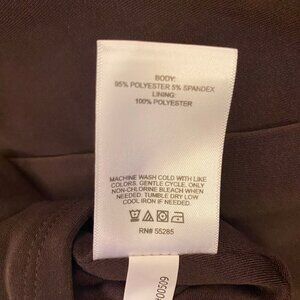 BODY:
95% POLYESTER 5% SPANDEX
LINING:
100% POLYESTER
MACHINE WASH COLD WITH LIKE
COLORS. GENTLE CYCLE. ONLY
NON-CHLORINE BLEACH WHEN
NEEDED. TUMBLE DRY LOW
COOL IRON IF NEEDED
RN# 55285